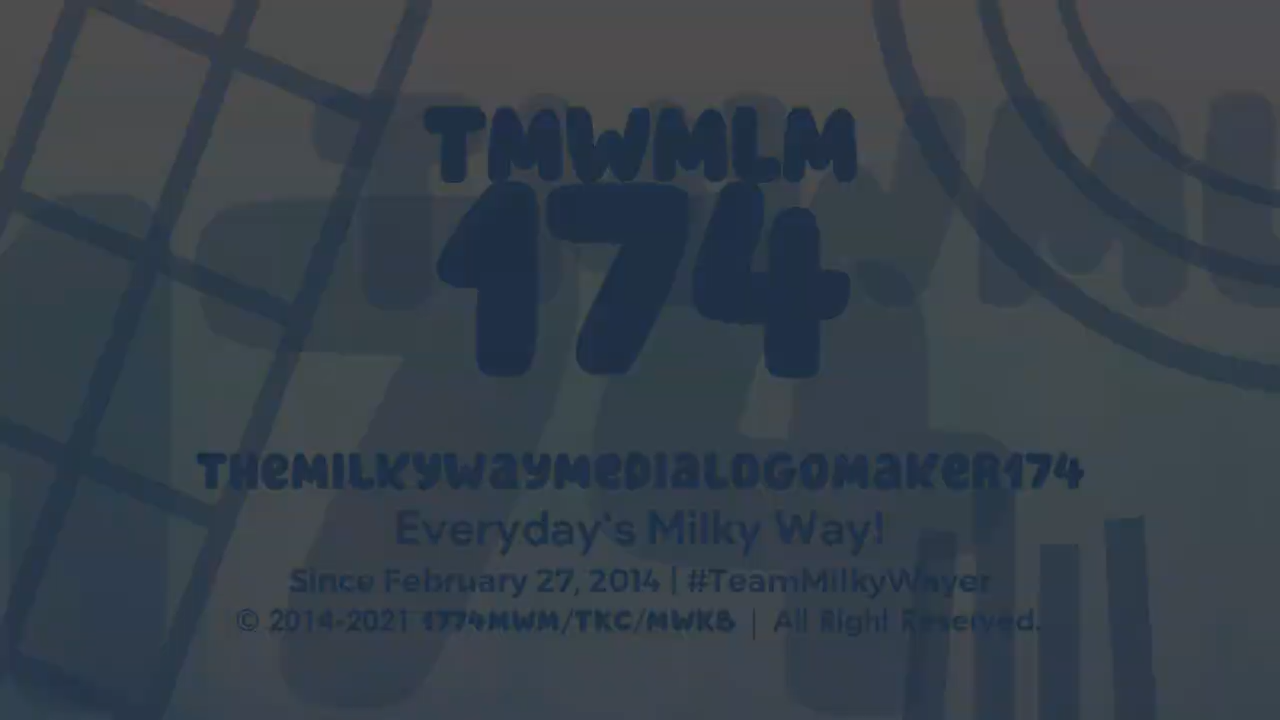 TMWMLM
174
THEMILKYWAYMEDIALOGOMAKER174
Everyday's Milky Way!
Since February 27, 2014 | #TeamMilkyWayer
© 2014-2021 1774MWM/TKC/MWKB | All Right Reserved.